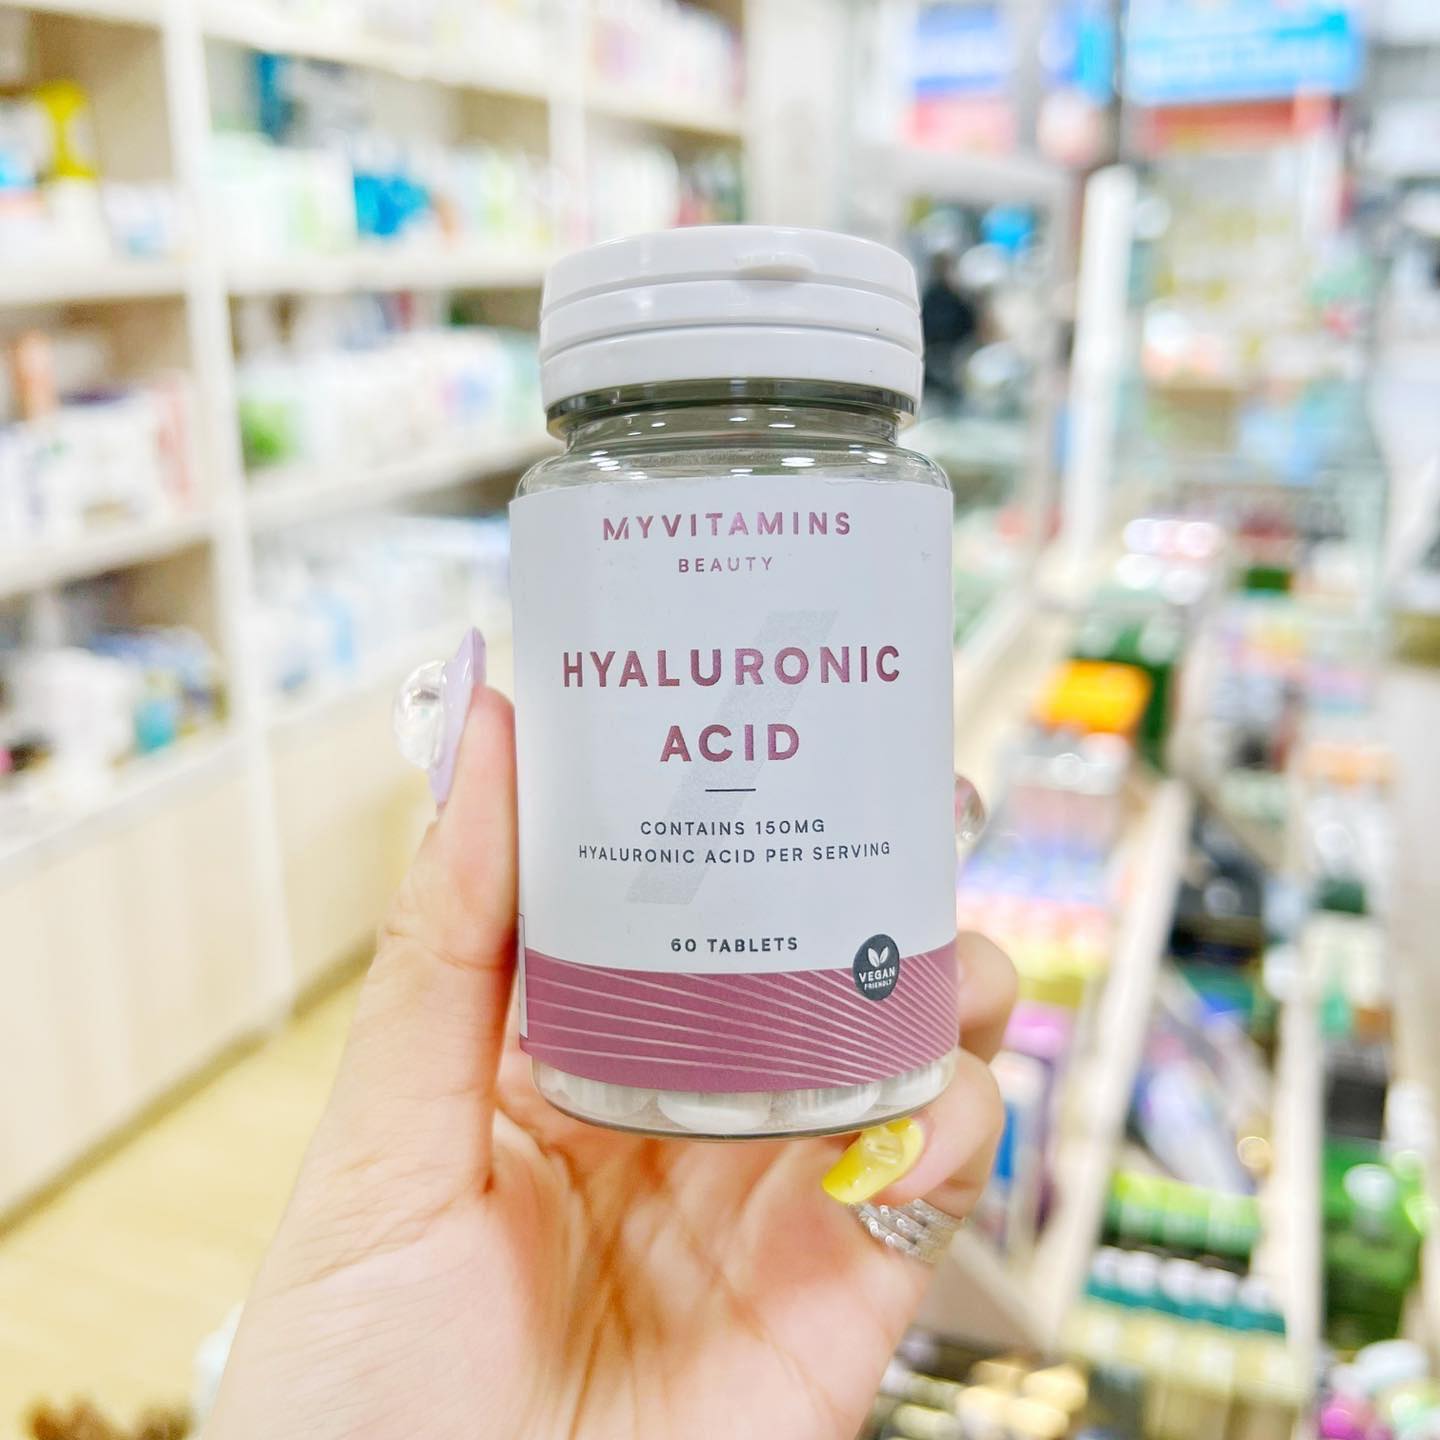 MYVITAMINS
BEAUTY
HYALURONIC
ACID
CONTAINS 150MG
HYALURONIC ACID PER SERVING
60 TABLETS
VEGAN
FRIENDLY